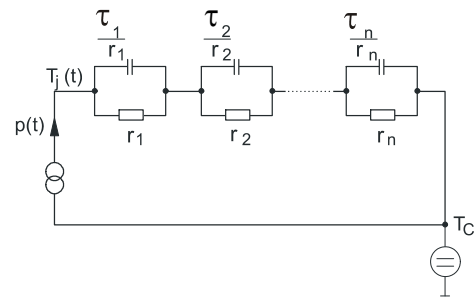 τ1 τ2 τn
r1 r2 rn
Tj (t)
p(t)
r1 r2 rn
TC